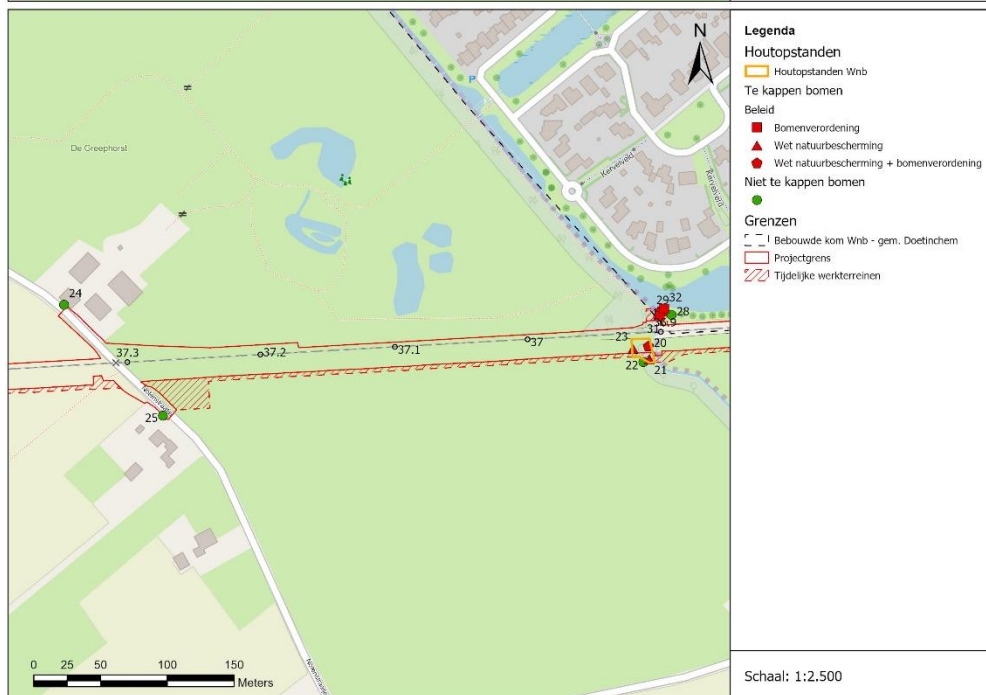 N
P
De Greephorst
Kervelveld
Kervelveld
24
25
37.3
37.2
37.1
37
23
22
20
21
31
29
32
28
0 25 50 100 150
Meters
Legenda
Houtopstanden
Houtopstanden Wnb
Te kappen bomen
Beleid
Bomenverordening
Wet natuurbescherming
Wet natuurbescherming + bomenverordening
Niet te kappen bomen
Grenzen
Bebouwde kom Wnb - gem. Doetinchem
Projectgrens
Tijdelijke werkterreinen
Schaal: 1:2.500